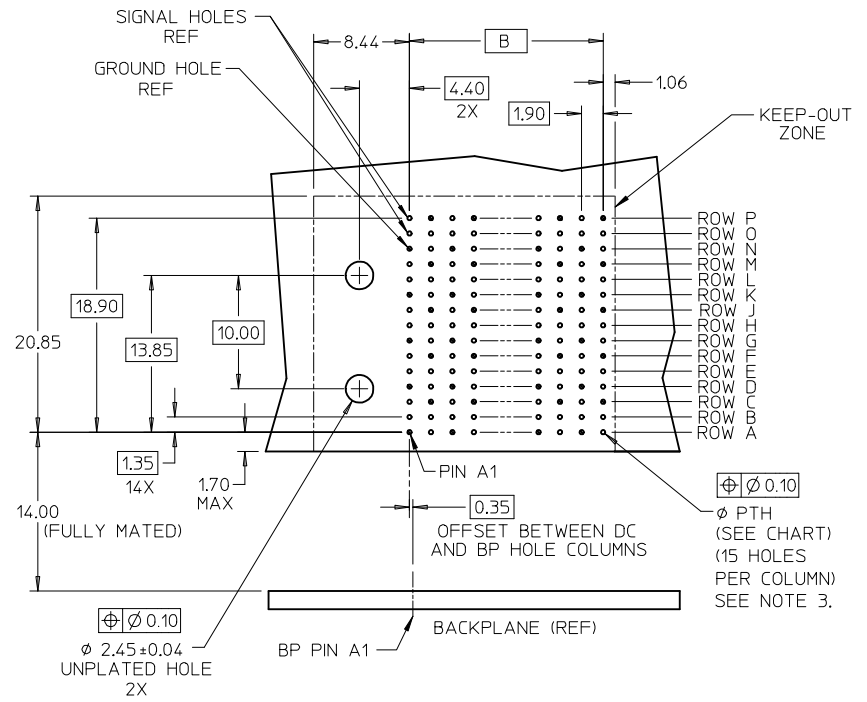 SIGNAL HOLES
REF
GROUND HOLE
REF
8.44
B
4.40
2X
1.90
1.06
KEEP-OUT
ZONE
ROW P
ROW O
ROW N
ROW M
ROW L
ROW K
ROW J
ROW H
ROW G
ROW F
ROW E
ROW D
ROW C
ROW B
ROW A
20.85
18.90
13.85
10.00
1.35
14X
1.70
MAX
PIN A1
0.35
OFFSET BETWEEN DC
AND BP HOLE COLUMNS
14.00
(FULLY MATED)
⌖ Ø 0.10
Ø PTH
(SEE CHART)
(15 HOLES
PER COLUMN)
SEE NOTE 3.
⌖ Ø 0.10
Ø 2.45±0.04
UNPLATED HOLE
2X
BP PIN A1
BACKPLANE (REF)